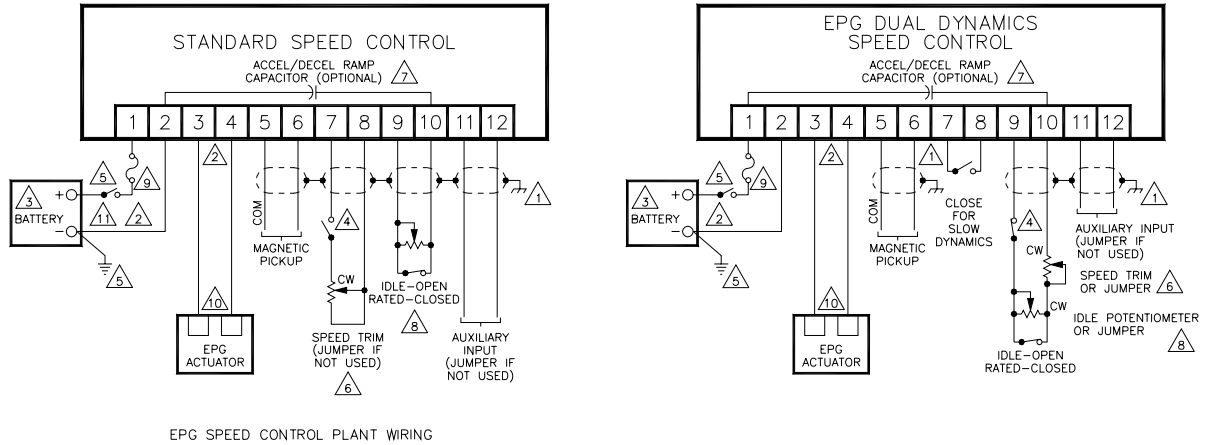 STANDARD SPEED CONTROL
ACCEL/DECEL RAMP
CAPACITOR (OPTIONAL) 7
1 2 3 4 5 6 7 8 9 10 11 12
2
3
BATTERY
+
-
5
9
11 2
5
1
COM
MAGNETIC
PICKUP
4
CW
SPEED TRIM
(JUMPER IF
NOT USED)
6
IDLE-OPEN
RATED-CLOSED
8
AUXILIARY
INPUT
(JUMPER IF
NOT USED)
10
EPG
ACTUATOR
EPG SPEED CONTROL PLANT WIRING
EPG DUAL DYNAMICS
SPEED CONTROL
ACCEL/DECEL RAMP
CAPACITOR (OPTIONAL) 7
1 2 3 4 5 6 7 8 9 10 11 12
2
1
3
BATTERY
+
-
5
9
2
5
1
COM
MAGNETIC
PICKUP
CLOSE
FOR
SLOW
DYNAMICS
4
AUXILIARY INPUT
(JUMPER IF
NOT USED)
CW
SPEED TRIM
OR JUMPER 6
CW
IDLE POTENTIOMETER
OR JUMPER
8
IDLE-OPEN
RATED-CLOSED
10
EPG
ACTUATOR